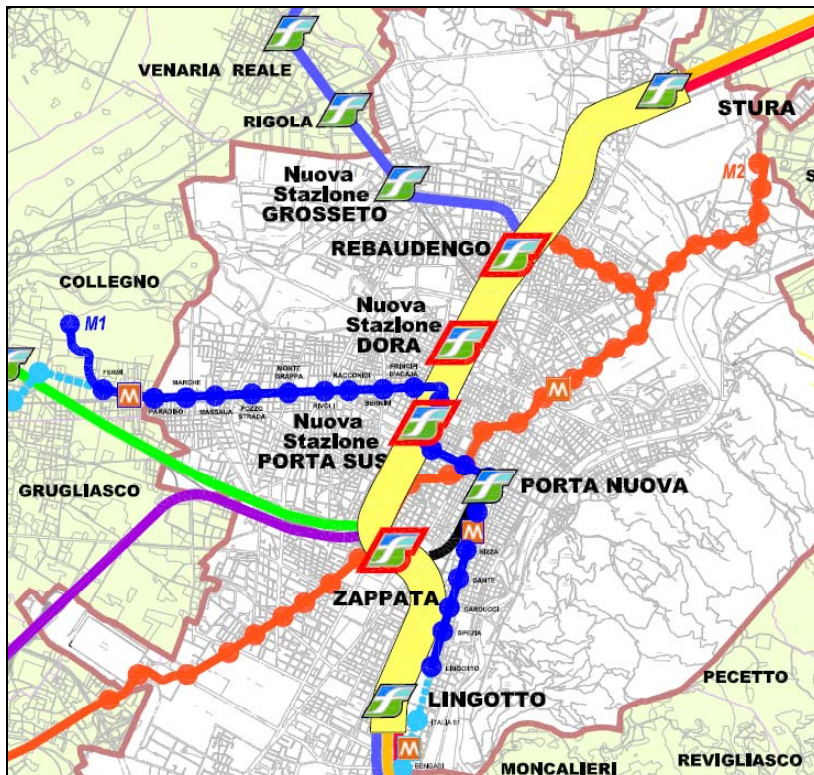 VENARIA REALE
RIGOLA
STURA
Nuova
Stazione
GROSSETO
M2
S
REBAUDENGO
COLLEGNO
Nuova
Stazione
DORA
M1
FERMI
M
PARADISO
MARCHE
MASSAUA
POZZO
STRADA
MONTE
GRAPPA
RIVOLI
RACCONIGI
BERNINI
PRINCIPI
D'ACAJA
M
Nuova
Stazione
PORTA SUS
GRUGLIASCO
PORTA NUOVA
M
NIZZA
DANTE
ZAPPATA
CARDUCCI
SPEZIA
LINGOTTO
LINGOTTO
ITALIA 61
M
BENGASI
PECETTO
MONCALIERI
REVIGLIASCO